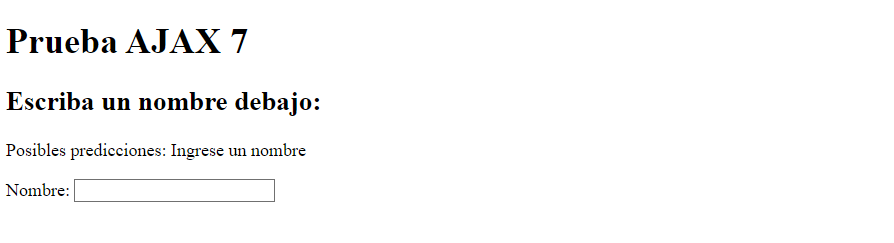 Prueba AJAX 7
Escriba un nombre debajo:
Posibles predicciones: Ingrese un nombre
Nombre: